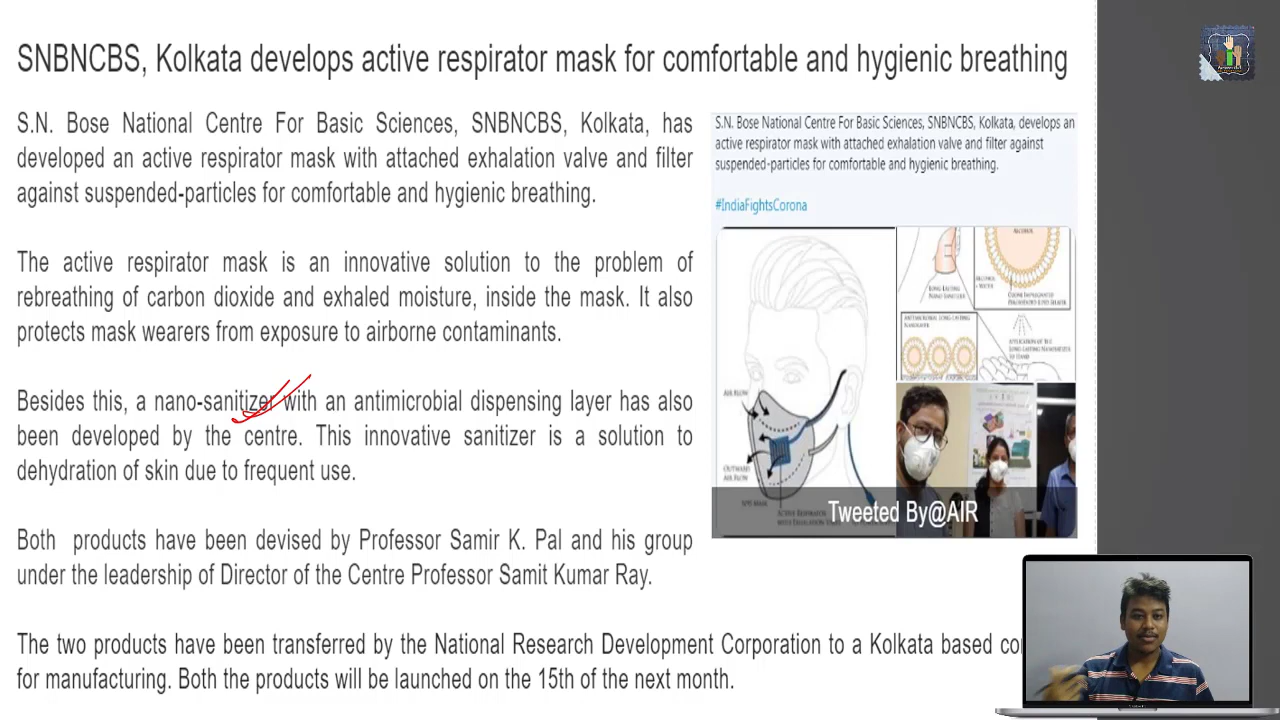 SNBNCBS, Kolkata develops active respirator mask for comfortable and hygienic breathing
S.N. Bose National Centre For Basic Sciences, SNBNCBS, Kolkata, has
developed an active respirator mask with attached exhalation valve and filter
against suspended-particles for comfortable and hygienic breathing.
The active respirator mask is an innovative solution to the problem of
rebreathing of carbon dioxide and exhaled moisture, inside the mask. It also
protects mask wearers from exposure to airborne contaminants.
Besides this, a nano-sanitizer with an antimicrobial dispensing layer has also
been developed by the centre. This innovative sanitizer is a solution to
dehydration of skin due to frequent use.
Both products have been devised by Professor Samir K. Pal and his group
under the leadership of Director of the Centre Professor Samit Kumar Ray.
The two products have been transferred by the National Research Development Corporation to a Kolkata based
for manufacturing. Both the products will be launched on the 15th of the next month.
S.N. Bose National Centre For Basic Sciences, SNBNCBS, Kolkata, develops an
active respirator mask with attached exhalation valve and filter against
suspended-particles for comfortable and hygienic breathing.
#IndiaFightsCorona
LONG-LASTING
AIR FLOW
OUTWARD
AIR FLOW
Tweeted By@AIR